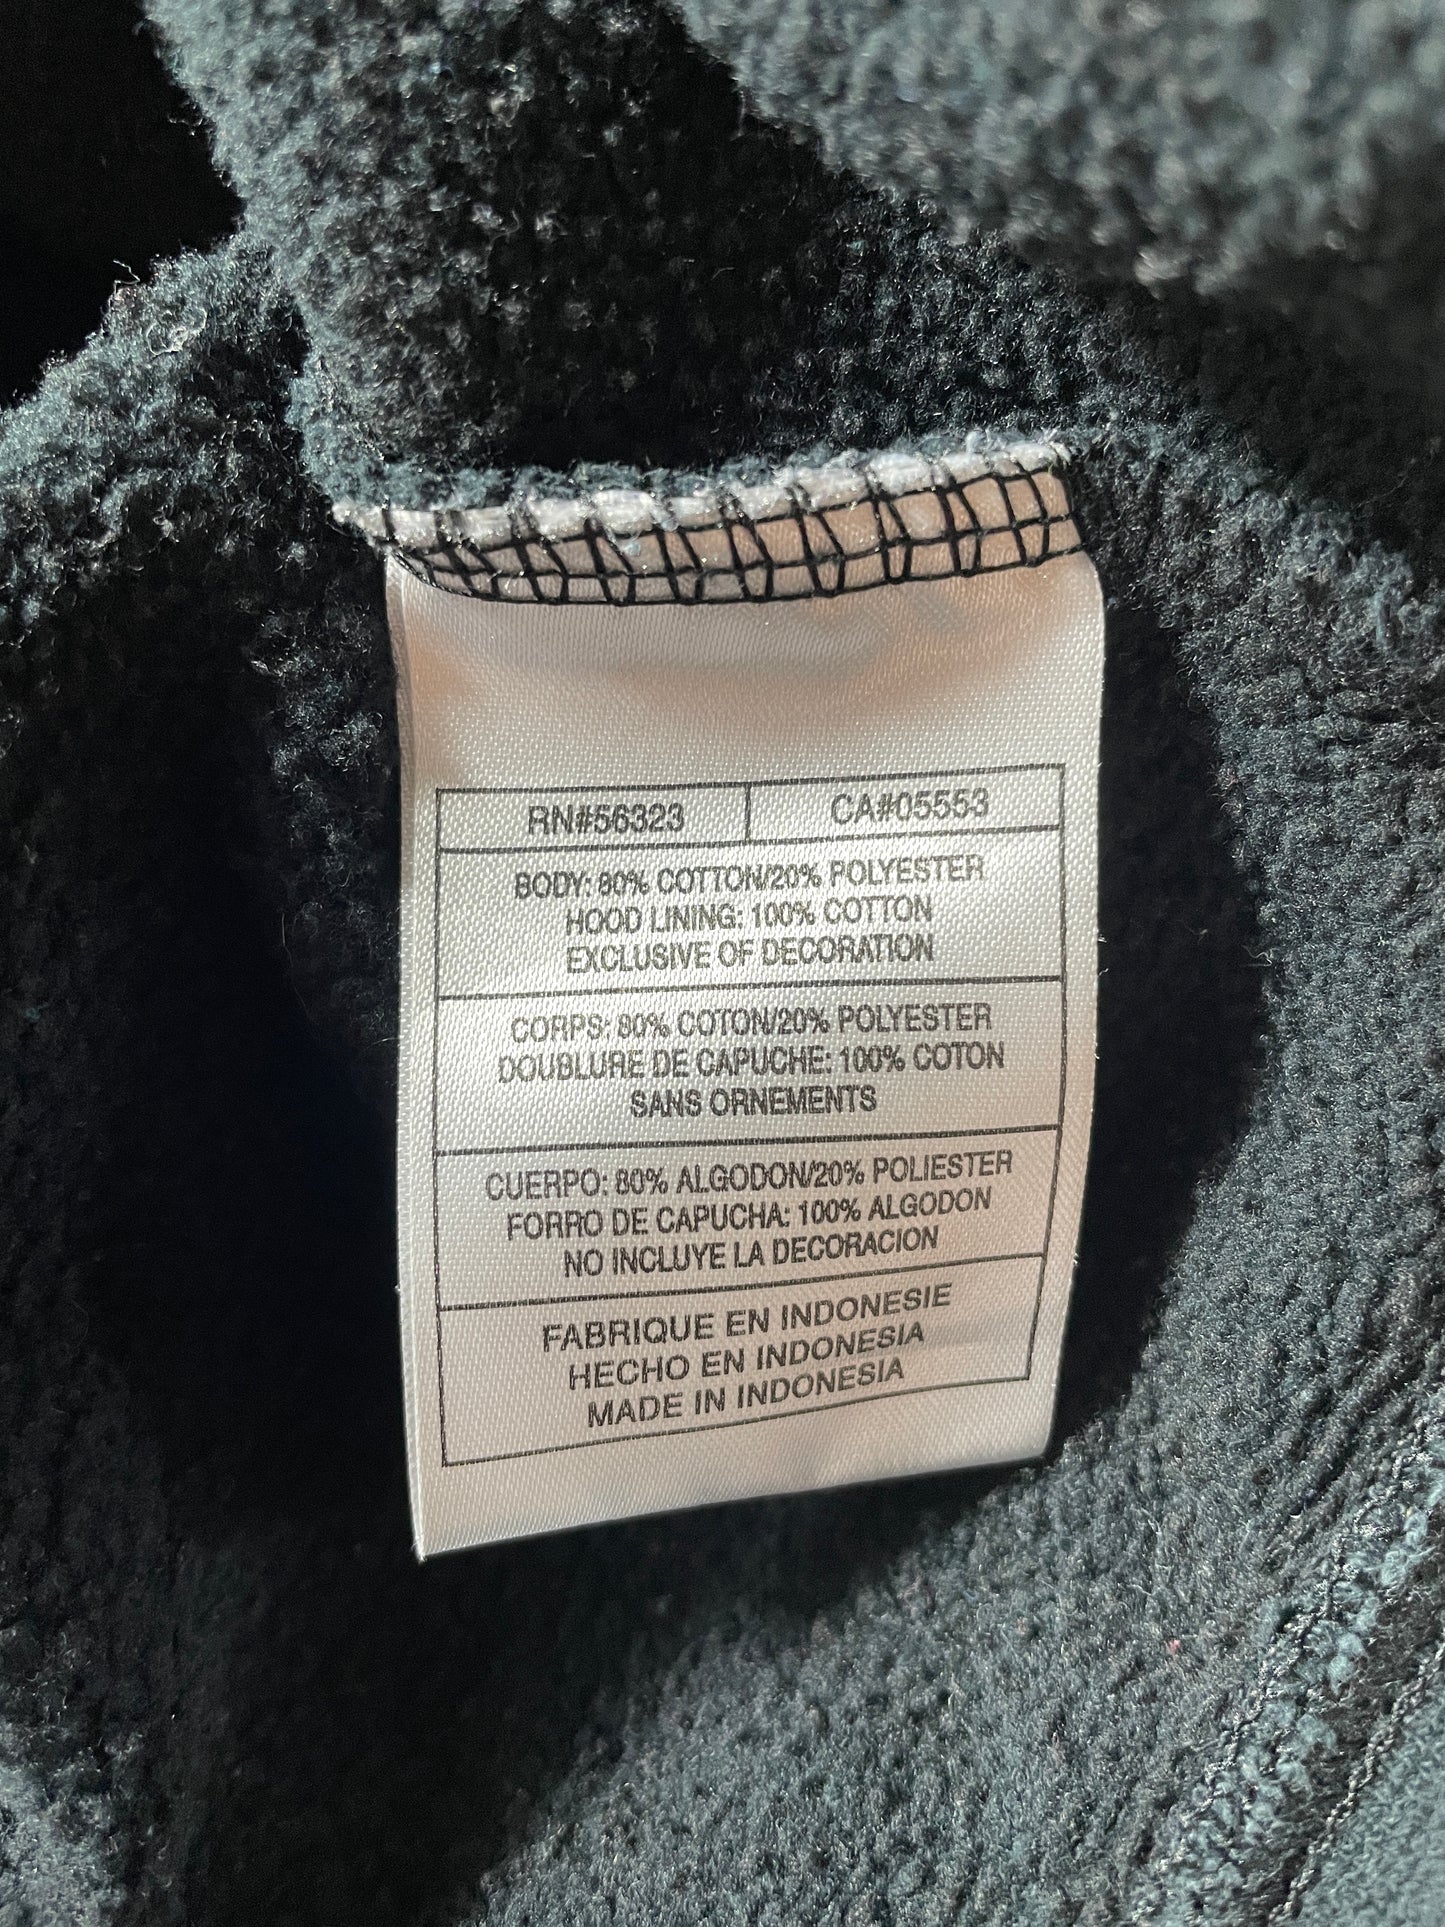 RN#56323 CA#05553
BODY: 80% COTTON/20% POLYESTER
HOOD LINING: 100% COTTON
EXCLUSIVE OF DECORATION
CORPS: 80% COTON/20% POLYESTER
DOUBLURE DE CAPUCHE: 100% COTON
SANS ORNEMENTS
CUERPO: 80% ALGODON/20% POLIESTER
FORRO DE CAPUCHA: 100% ALGODON
NO INCLUYE LA DECORACION
FABRIQUE EN INDONESIE
HECHO EN INDONESIA
MADE IN INDONESIA